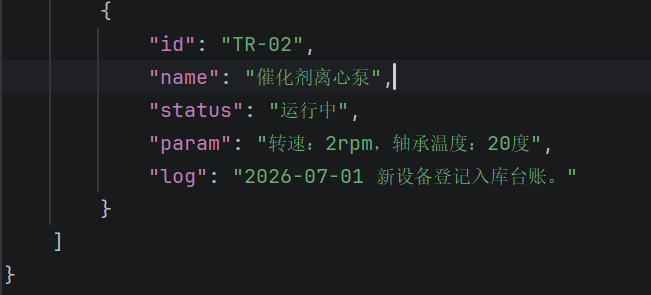 {
"id": "TR-02",
"name": "催化剂离心泵",
"status": "运行中",
"param": "转速：2rpm，轴承温度：20度",
"log": "2026-07-01 新设备登记入库台账。"
}
]
}